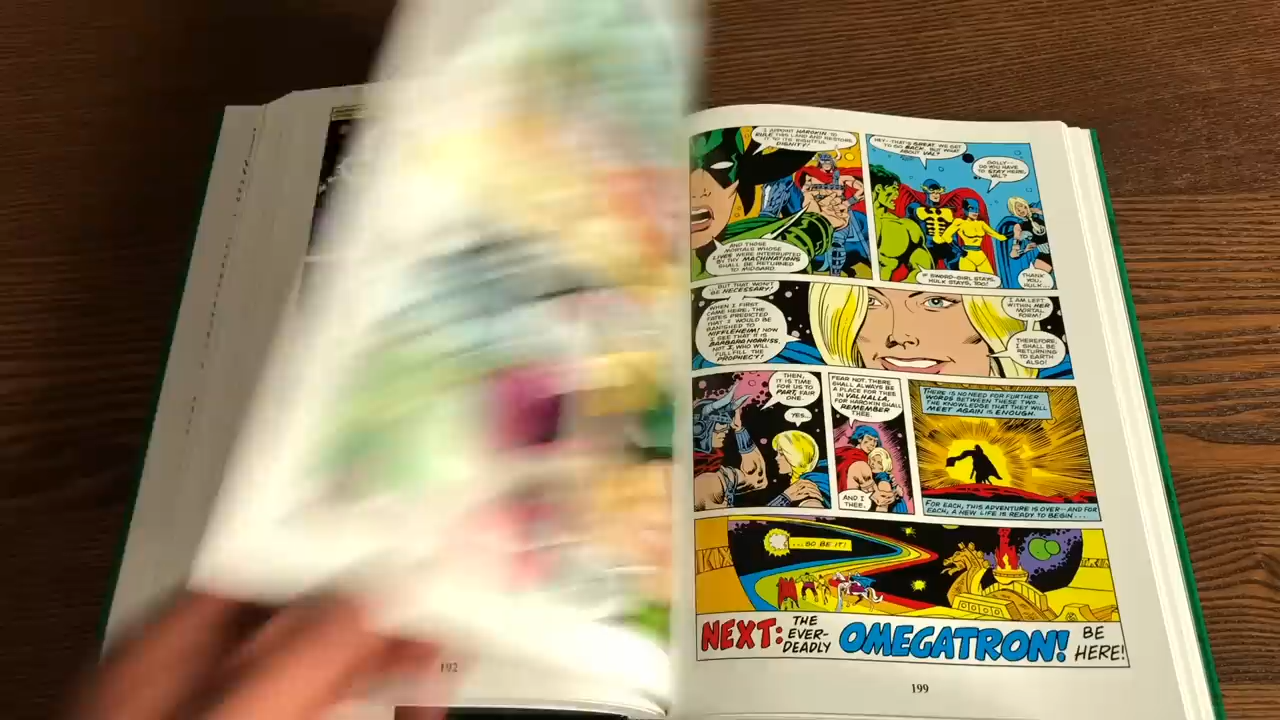 I APPOINT HAROKIN TO
RULE THIS LAND AND RESTORE
IT TO ITS RIGHTFUL
DIGNITY!
AND THOSE
MORTALS WHOSE
LIVES WERE INTERRUPTED
BY THY MACHINATIONS
SHALL BE RETURNED
TO MIDGARD.
HEY--THAT'S GREAT, WE GET
TO GO BACK, BUT WHAT
ABOUT VAL?
GOLLY--
DO YOU HAVE
TO STAY HERE,
VAL?
IF SWORD-GIRL STAYS,
HULK STAYS, TOO!
THANK
YOU,
HULK...
BUT THAT WON'T
BE NECESSARY!
WHEN I FIRST
CAME HERE, THE
FATES PREDICTED
THAT I WOULD BE
BANISHED TO
NIFFLEHEIM! NOW
I SEE THAT IT IS
BARBARA NORRISS,
NOT I, WHO WILL
FULLFILL THE
PROPHECY!
I AM LEFT
WITHIN HER
MORTAL
FORM!
THEREFORE,
I SHALL BE
RETURNING
TO EARTH
ALSO!
THEN,
IT IS TIME
FOR US TO
PART, FAIR
ONE.
YES...
FEAR NOT. THERE
SHALL ALWAYS BE
A PLACE FOR THEE
IN VALHALLA,
FOR HAROKIN SHALL
REMEMBER
THEE.
AND I
THEE.
THERE IS NO NEED FOR FURTHER
WORDS BETWEEN THESE TWO...
THE KNOWLEDGE THAT THEY WILL
MEET AGAIN IS ENOUGH.
FOR EACH, THIS ADVENTURE IS OVER--AND FOR
EACH, A NEW LIFE IS READY TO BEGIN...
...SO BE IT!
NEXT: THE EVER-DEADLY OMEGATRON! BE HERE!
192
199